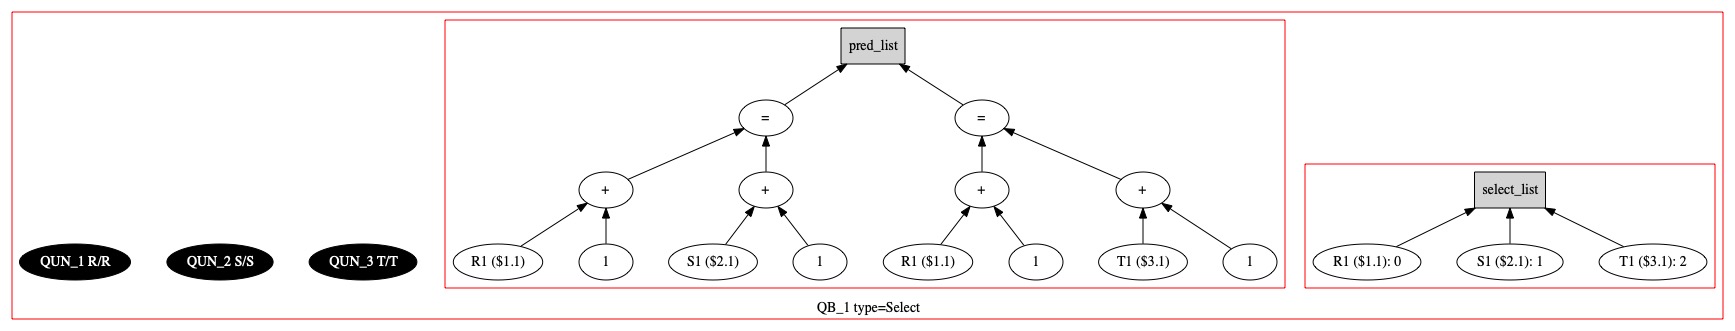 pred_list
=
=
+
+
+
+
select_list
QUN_1 R/R
QUN_2 S/S
QUN_3 T/T
R1 ($1.1)
1
S1 ($2.1)
1
R1 ($1.1)
1
T1 ($3.1)
1
R1 ($1.1): 0
S1 ($2.1): 1
T1 ($3.1): 2
QB_1 type=Select